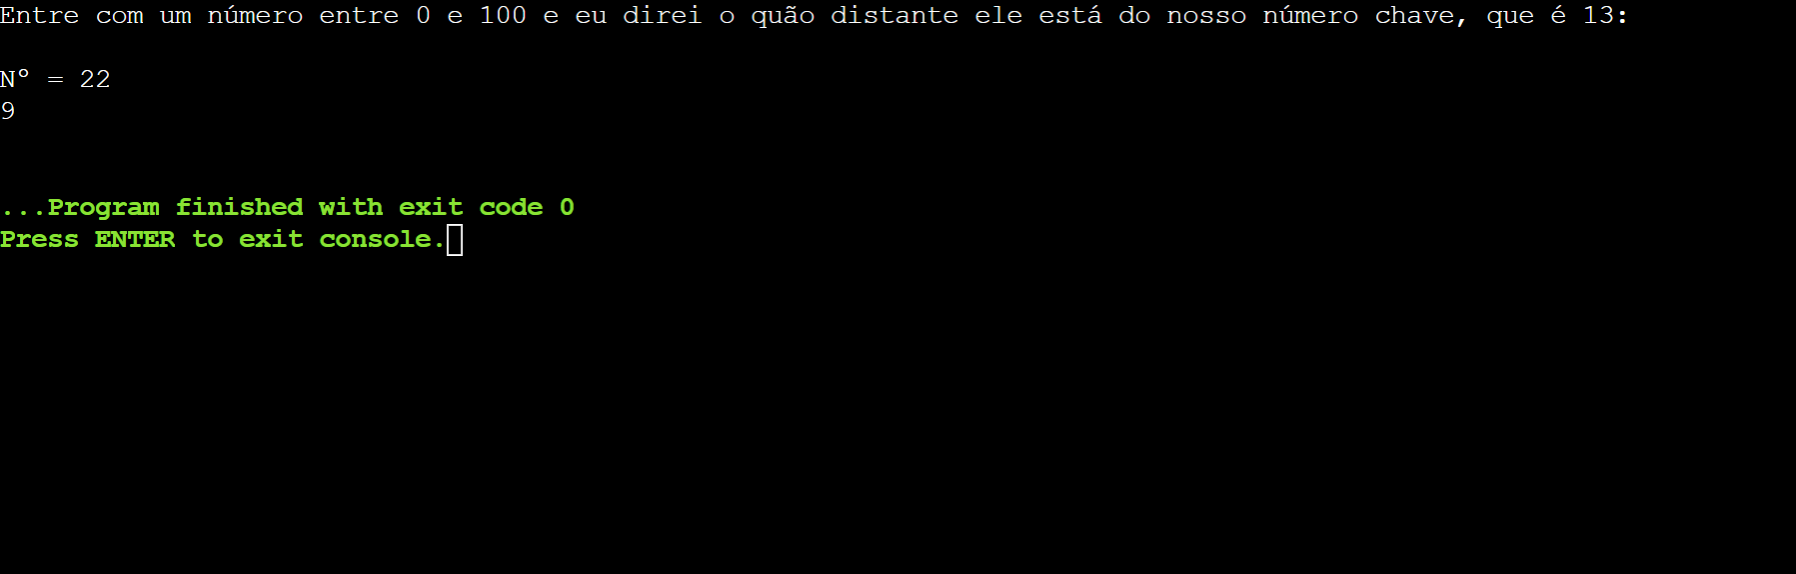 Entre com um número entre 0 e 100 e eu direi o quão distante ele está do nosso número chave, que é 13:
Nº = 22
9
...Program finished with exit code 0
Press ENTER to exit console.